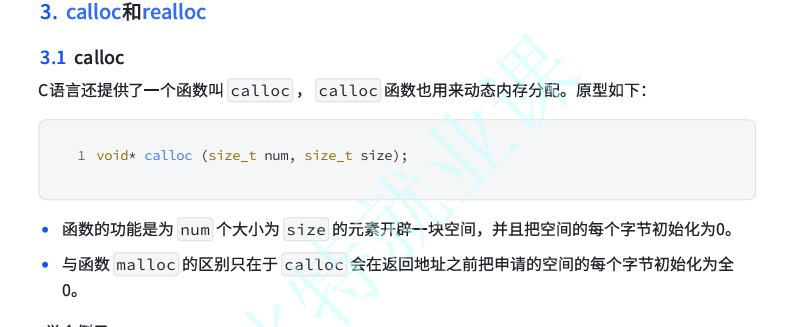 3. calloc和realloc
3.1 calloc
C语言还提供了一个函数叫 calloc ， calloc 函数也用来动态内存分配。原型如下：
1 void* calloc (size_t num, size_t size);
• 函数的功能是为 num 个大小为 size 的元素开辟一块空间，并且把空间的每个字节初始化为0。
• 与函数 malloc 的区别只在于 calloc 会在返回地址之前把申请的空间的每个字节初始化为全
0。
特就业课